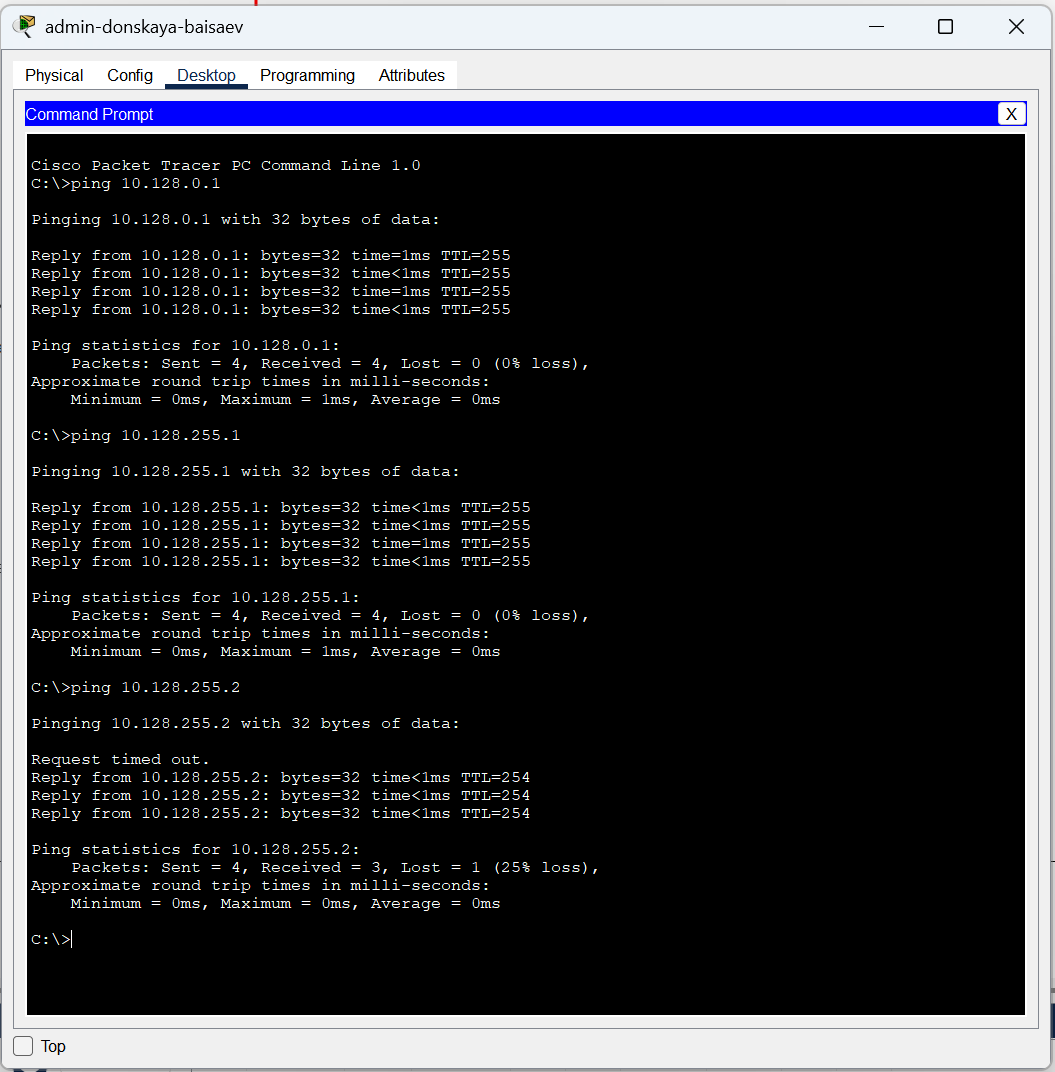 admin-donskaya-baisaev
Physical Config Desktop Programming Attributes
Command Prompt X
Cisco Packet Tracer PC Command Line 1.0
C:\>ping 10.128.0.1
Pinging 10.128.0.1 with 32 bytes of data:
Reply from 10.128.0.1: bytes=32 time=1ms TTL=255
Reply from 10.128.0.1: bytes=32 time<1ms TTL=255
Reply from 10.128.0.1: bytes=32 time=1ms TTL=255
Reply from 10.128.0.1: bytes=32 time<1ms TTL=255
Ping statistics for 10.128.0.1:
Packets: Sent = 4, Received = 4, Lost = 0 (0% loss),
Approximate round trip times in milli-seconds:
Minimum = 0ms, Maximum = 1ms, Average = 0ms
C:\>ping 10.128.255.1
Pinging 10.128.255.1 with 32 bytes of data:
Reply from 10.128.255.1: bytes=32 time<1ms TTL=255
Reply from 10.128.255.1: bytes=32 time<1ms TTL=255
Reply from 10.128.255.1: bytes=32 time=1ms TTL=255
Reply from 10.128.255.1: bytes=32 time<1ms TTL=255
Ping statistics for 10.128.255.1:
Packets: Sent = 4, Received = 4, Lost = 0 (0% loss),
Approximate round trip times in milli-seconds:
Minimum = 0ms, Maximum = 1ms, Average = 0ms
C:\>ping 10.128.255.2
Pinging 10.128.255.2 with 32 bytes of data:
Request timed out.
Reply from 10.128.255.2: bytes=32 time<1ms TTL=254
Reply from 10.128.255.2: bytes=32 time<1ms TTL=254
Reply from 10.128.255.2: bytes=32 time<1ms TTL=254
Ping statistics for 10.128.255.2:
Packets: Sent = 4, Received = 3, Lost = 1 (25% loss),
Approximate round trip times in milli-seconds:
Minimum = 0ms, Maximum = 0ms, Average = 0ms
C:\>
Top